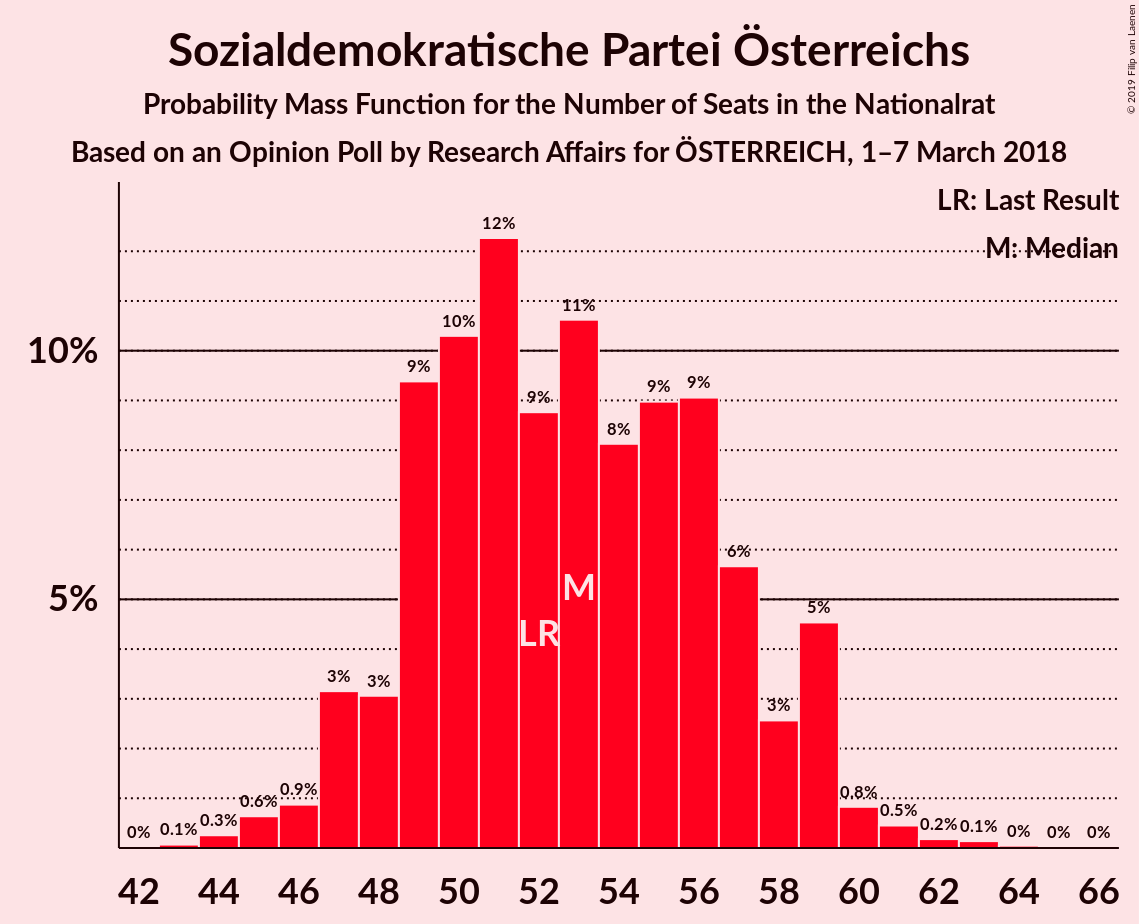 Sozialdemokratische Partei Österreichs
Probability Mass Function for the Number of Seats in the Nationalrat
Based on an Opinion Poll by Research Affairs for ÖSTERREICH, 1–7 March 2018
© 2019 Filip van Laenen
LR: Last Result
M: Median
10%
5%
0% 0.1% 0.3% 0.6% 0.9% 3% 3% 9% 10% 12% 9% 11% 8% 9% 9% 6% 3% 5% 0.8% 0.5% 0.2% 0.1% 0% 0% 0%
M
LR
42 44 46 48 50 52 54 56 58 60 62 64 66